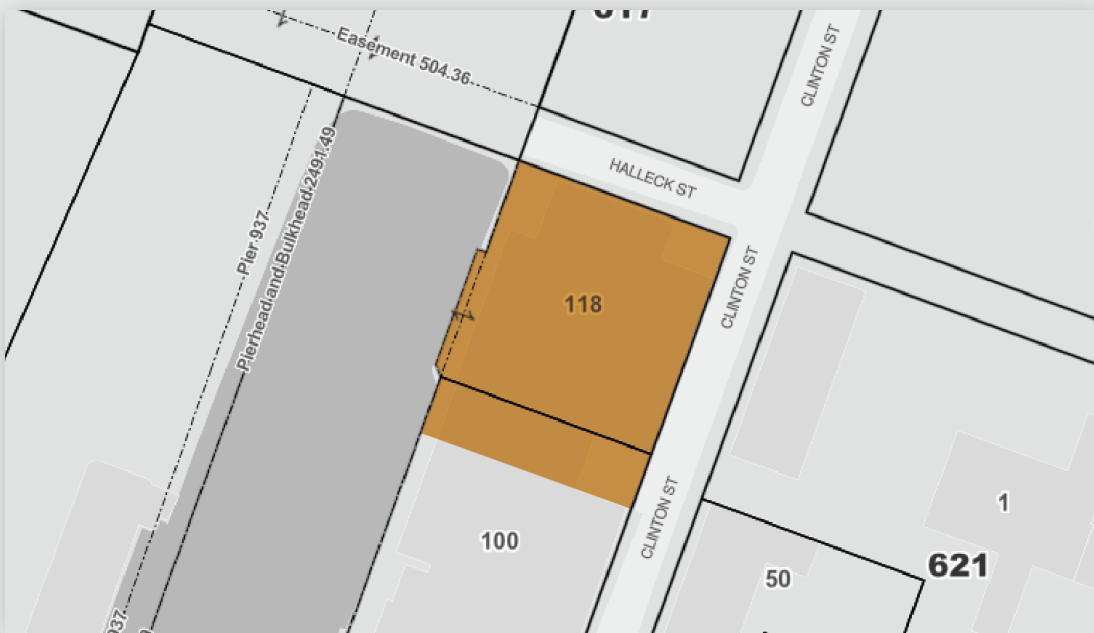 617
Easement 504.36
CLINTON ST
HALLECK ST
Pier 937
Pierhead and Bulkhead 2491.49
CLINTON ST
118
CLINTON ST
100
1
621
50
937